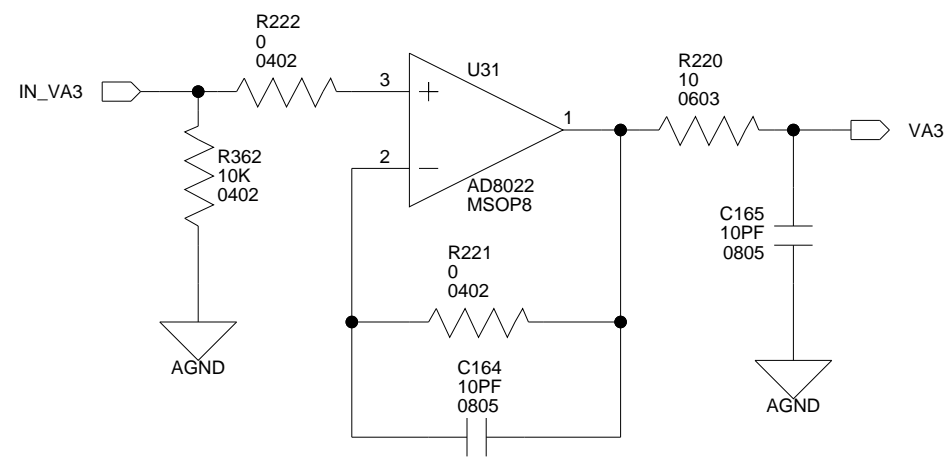 R222
0
0402
IN_VA3
3
U31
R220
10
0603
1
VA3
R362
10K
0402
2
AD8022
MSOP8
C165
10PF
0805
R221
0
0402
AGND
C164
10PF
0805
AGND